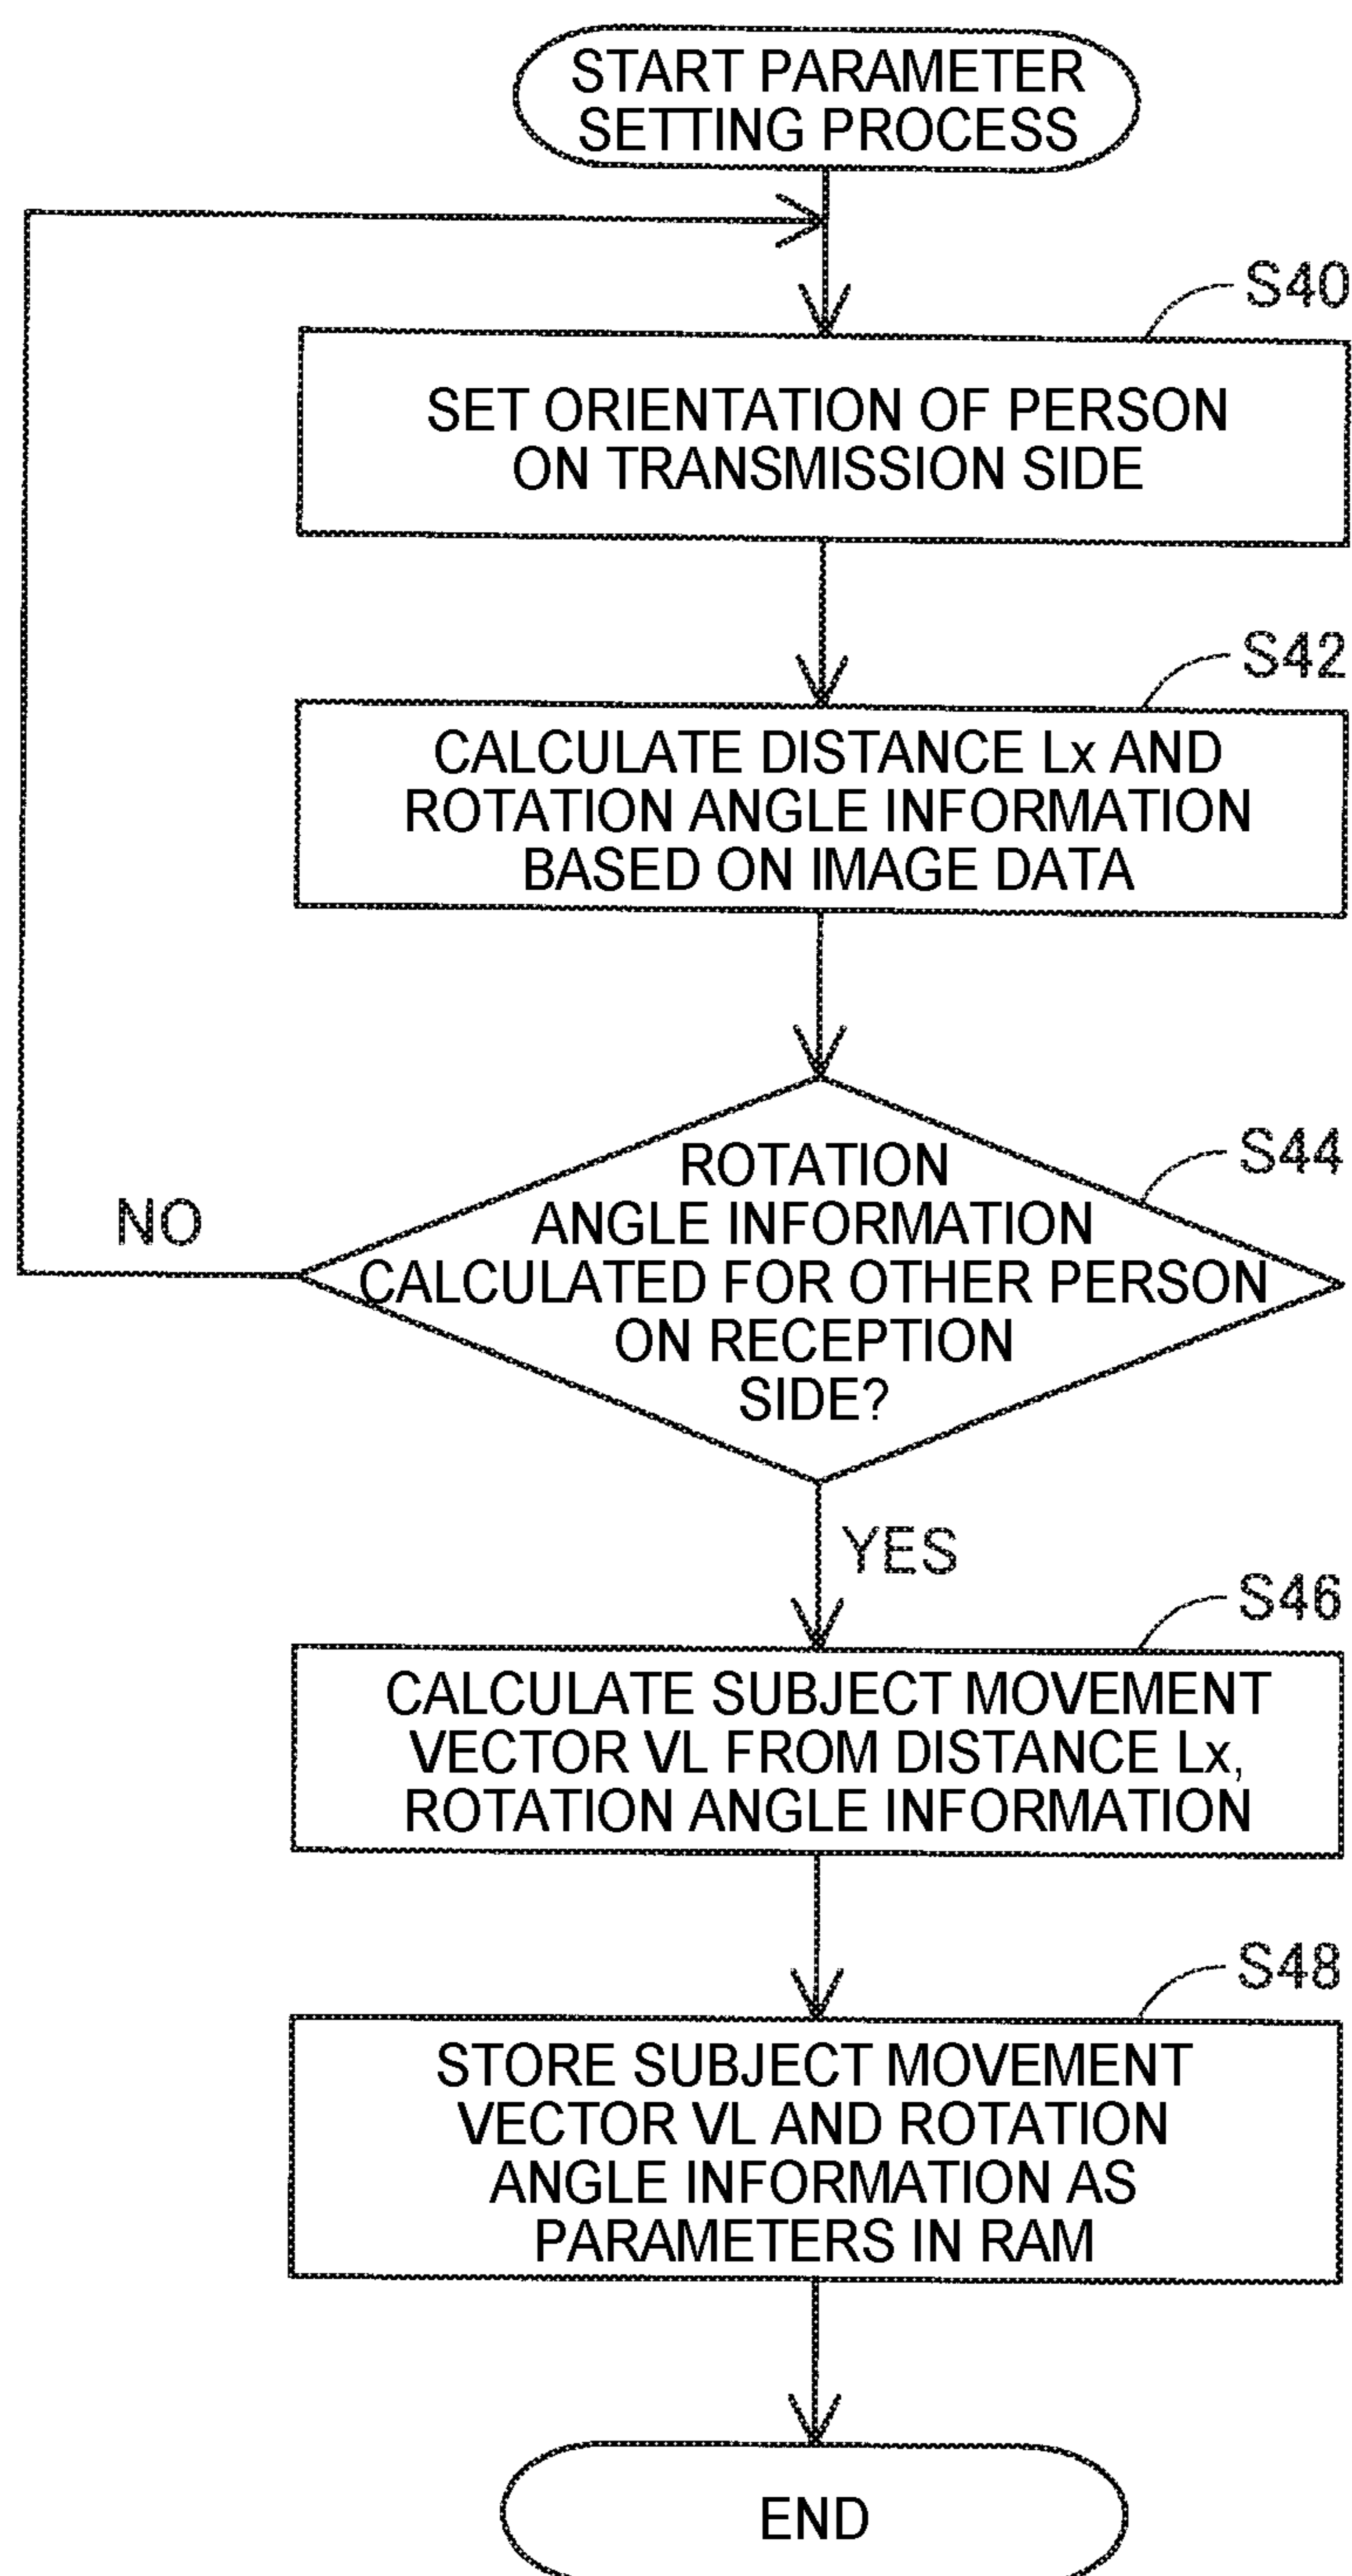 START PARAMETER
SETTING PROCESS
S40
SET ORIENTATION OF PERSON
ON TRANSMISSION SIDE
S42
CALCULATE DISTANCE Lx AND
ROTATION ANGLE INFORMATION
BASED ON IMAGE DATA
S44
ROTATION
ANGLE INFORMATION
CALCULATED FOR OTHER PERSON
ON RECEPTION
SIDE?
NO
YES
S46
CALCULATE SUBJECT MOVEMENT
VECTOR VL FROM DISTANCE Lx,
ROTATION ANGLE INFORMATION
S48
STORE SUBJECT MOVEMENT
VECTOR VL AND ROTATION
ANGLE INFORMATION AS
PARAMETERS IN RAM
END